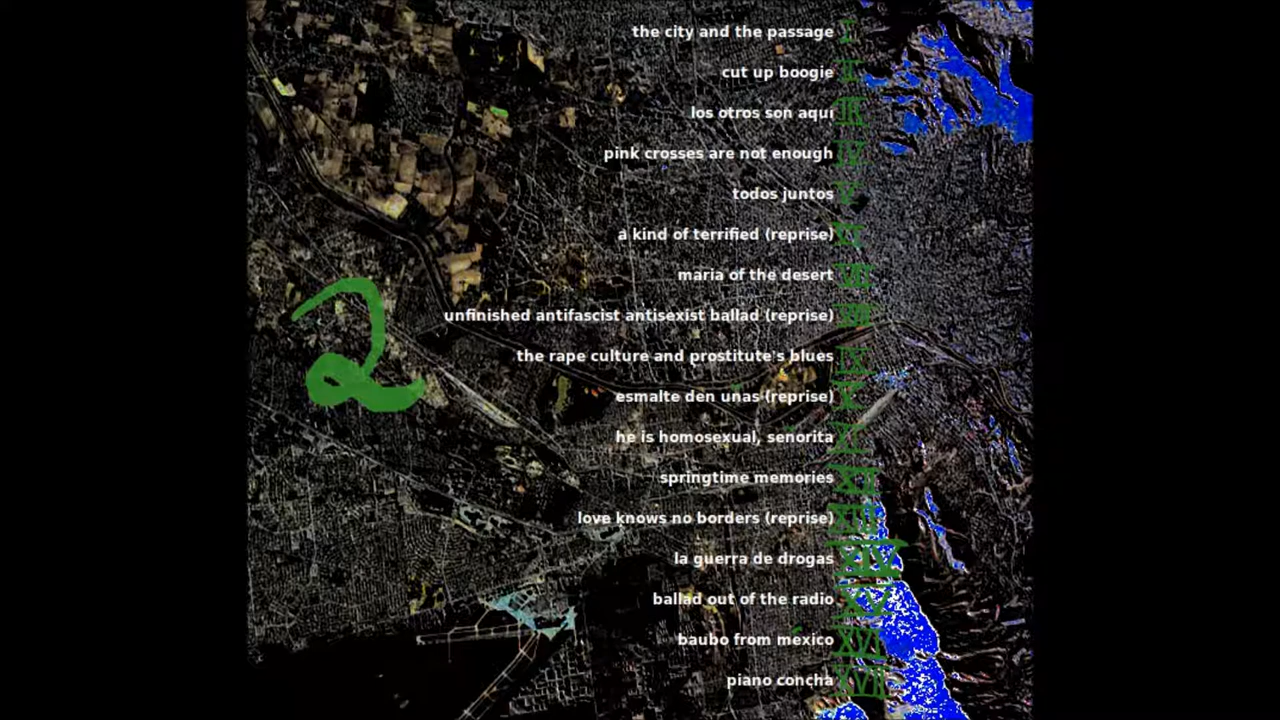 the city and the passage I
cut up boogie II
los otros son aqui III
pink crosses are not enough IV
todos juntos V
a kind of terrified (reprise) VI
maria of the desert VII
unfinished antifascist antisexist ballad (reprise) VIII
2
the rape culture and prostitute's blues IX
esmalte den unas (reprise) X
he is homosexual, senorita XI
springtime memories XII
love knows no borders (reprise) XIII
la guerra de drogas XIV
ballad out of the radio XV
baubo from méxico XVI
piano concha XVII